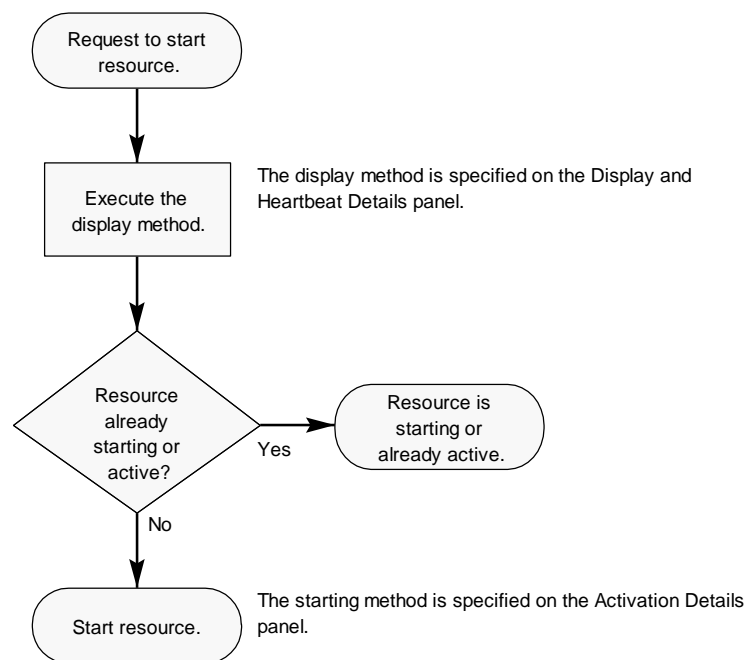 Request to start
resource.
Execute the
display method.
The display method is specified on the Display and
Heartbeat Details panel.
Resource
already
starting or
active?
Yes
Resource is
starting or
already active.
No
Start resource.
The starting method is specified on the Activation Details
panel.